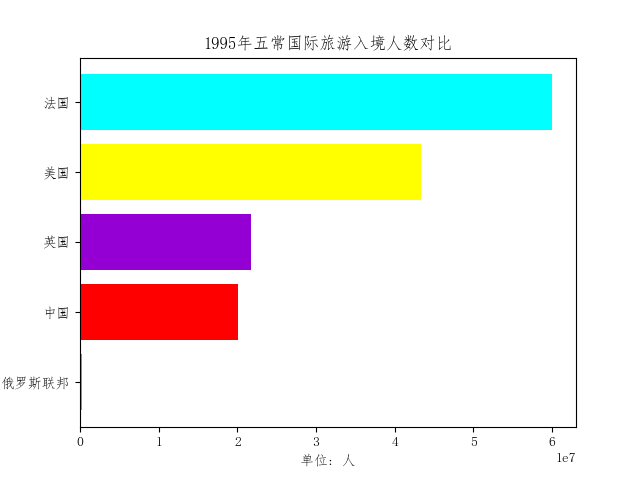 1995年五常国际旅游入境人数对比
法国
美国
英国
中国
俄罗斯联邦
0 1 2 3 4 5 6
1e7
单位：人